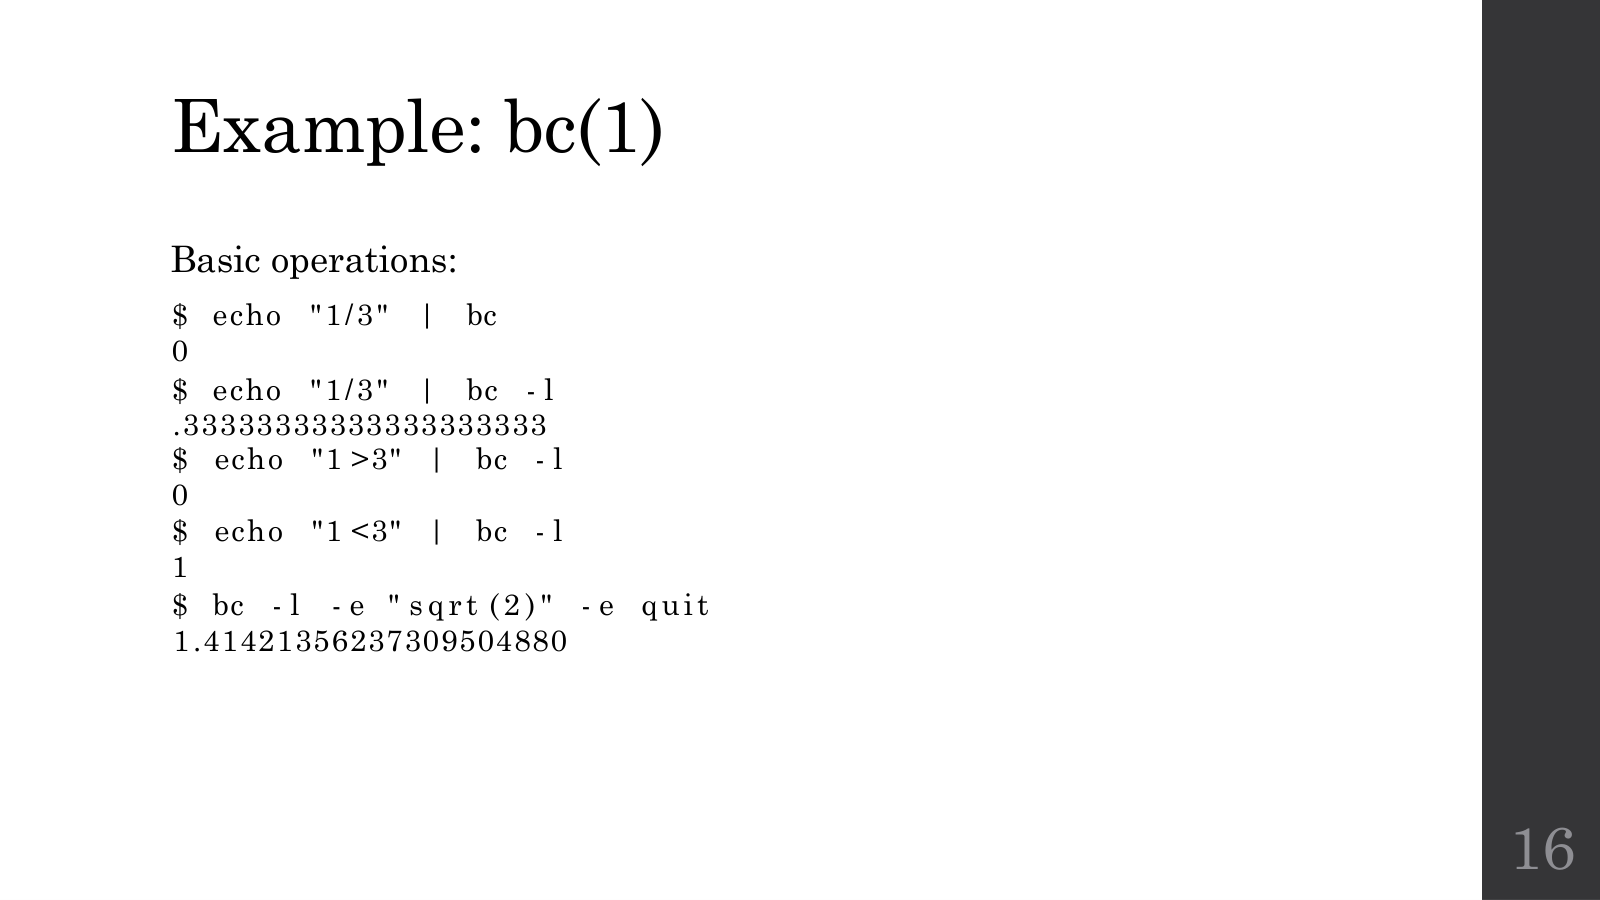 Example: bc(1)
Basic operations:
$ echo "1/3" | bc
0
$ echo "1/3" | bc -l
.33333333333333333333
$ echo "1>3" | bc -l
0
$ echo "1<3" | bc -l
1
$ bc -l -e "sqrt(2)" -e quit
1.41421356237309504880
16